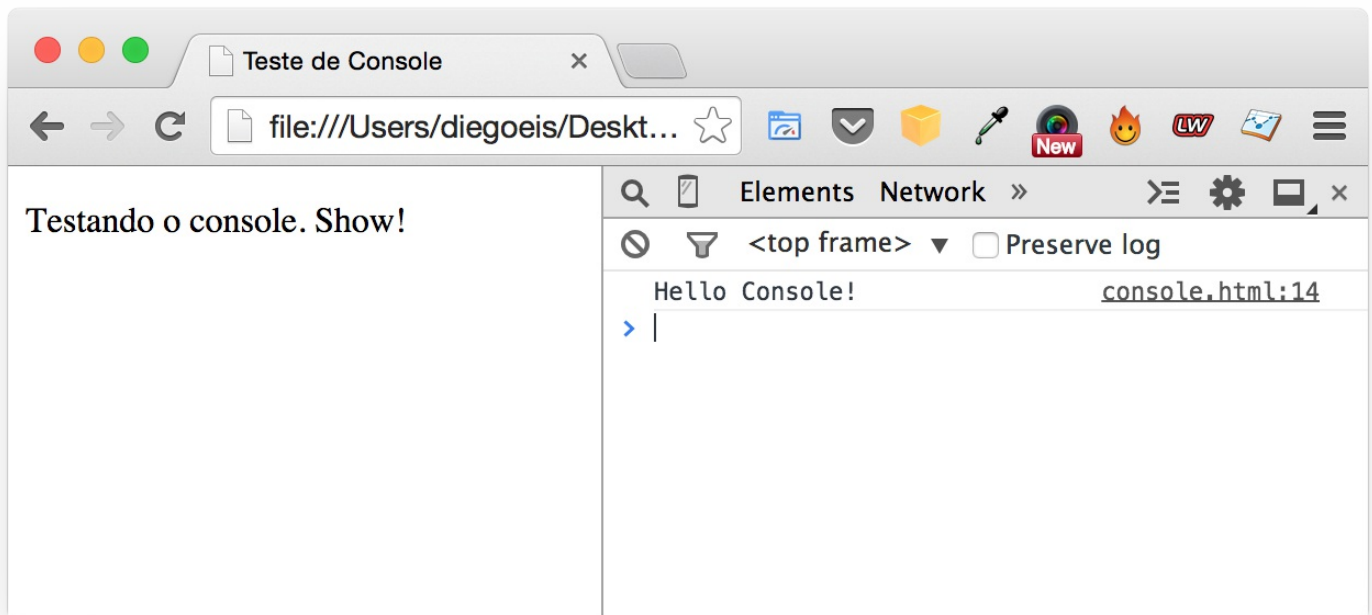 Teste de Console
file:///Users/diegoeis/Deskt...
New
LW
Elements Network »
<top frame> ▼ Preserve log
Testando o console. Show!
Hello Console! console.html:14